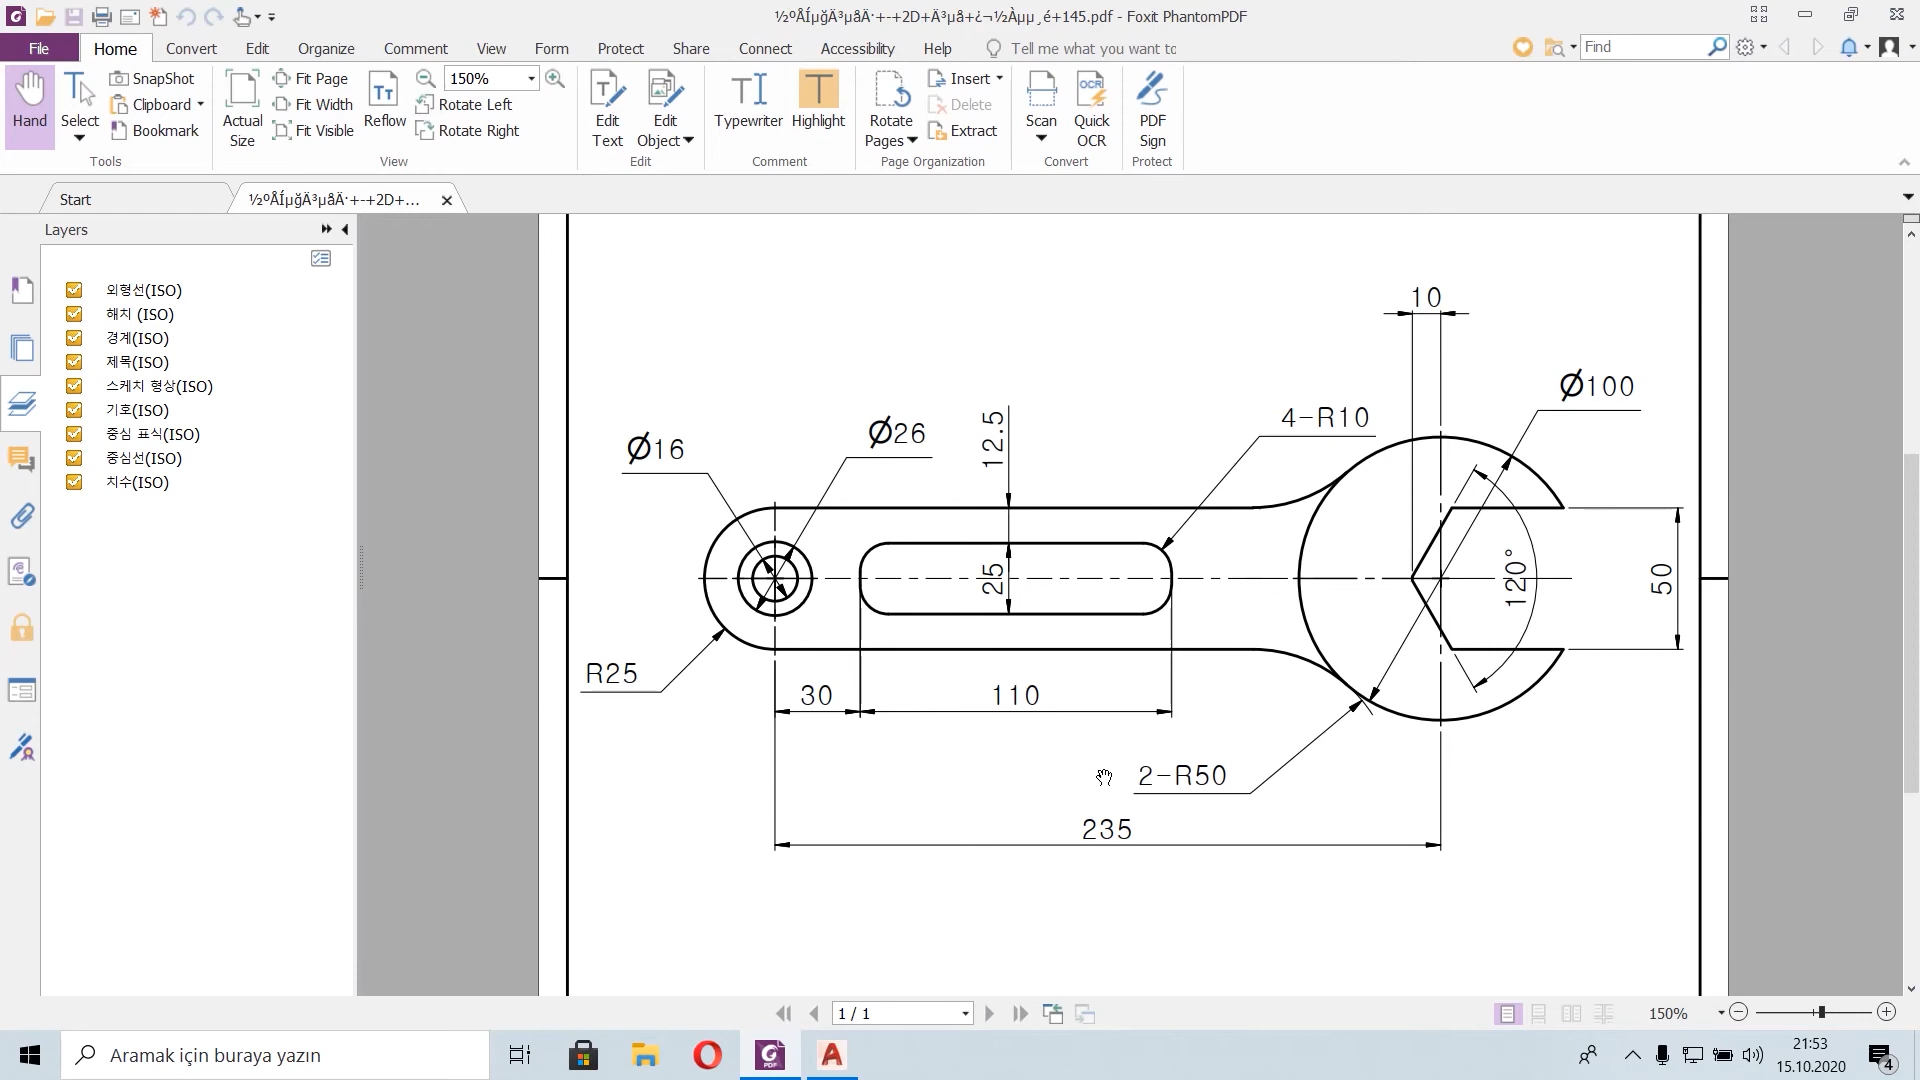 ½ºÅÍµğÄ³µåÄ·+-+2D+Ä³µå+¿¬½Àµµ¸é+145.pdf - Foxit PhantomPDF
File Home Convert Edit Organize Comment View Form Protect Share Connect Accessibility Help Tell me what you want to Find
Hand
Select
SnapShot
Clipboard
Bookmark
Tools
Actual Size
Fit Page
Fit Width
Fit Visible
Reflow
150%
Rotate Left
Rotate Right
View
Edit Text
Edit Object
Edit
Typewriter
Highlight
Comment
Rotate Pages
Insert
Delete
Extract
Page Organization
Scan
Quick OCR
Convert
PDF Sign
Protect
Start
½ºÅÍµğÄ³µåÄ·+-+2D+...
Layers
외형선(ISO)
해치 (ISO)
경계(ISO)
제목(ISO)
스케치 형상(ISO)
기호(ISO)
중심 표식(ISO)
중심선(ISO)
치수(ISO)
10
Ø100
4-R10
12.5
Ø26
Ø16
25
120°
50
R25
30
110
2-R50
235
1 / 1
150%
Aramak için buraya yazın
21:53
15.10.2020
4